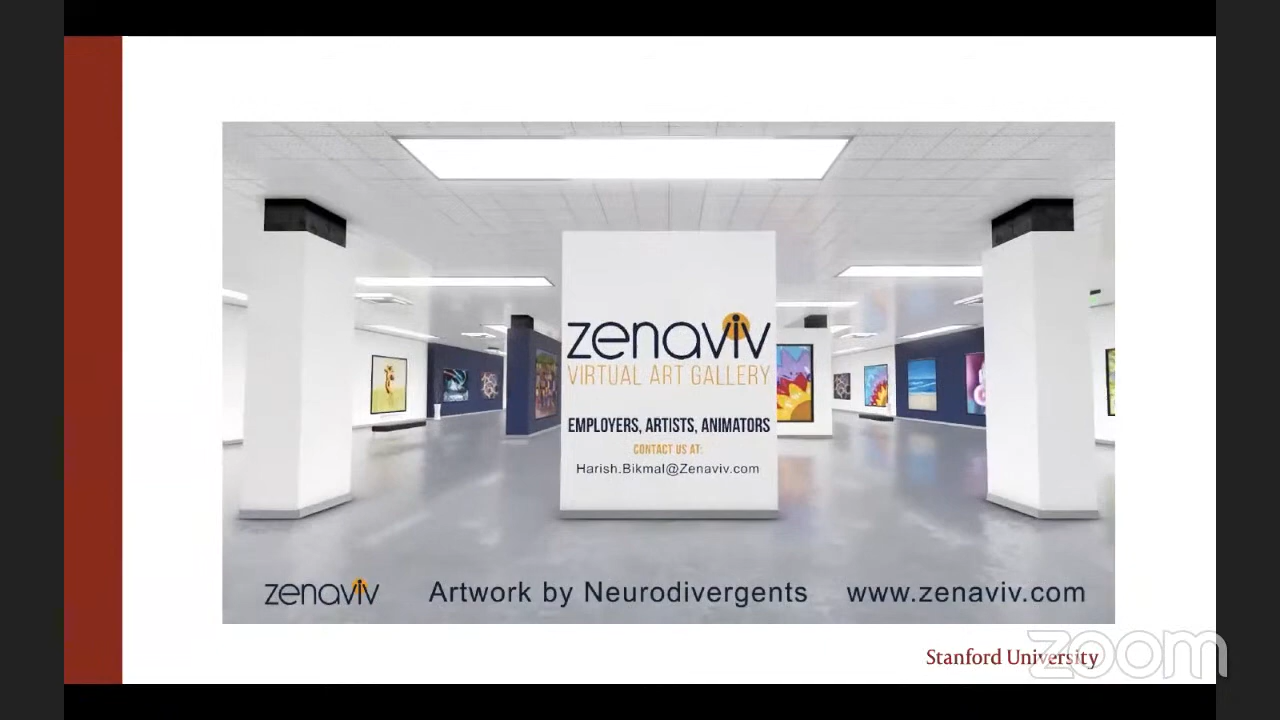 zenaviv
VIRTUAL ART GALLERY
EMPLOYERS, ARTISTS, ANIMATORS
CONTACT US AT:
Harish.Bikmal@Zenaviv.com
zenaviv Artwork by Neurodivergents www.zenaviv.com
Stanford University
zoom